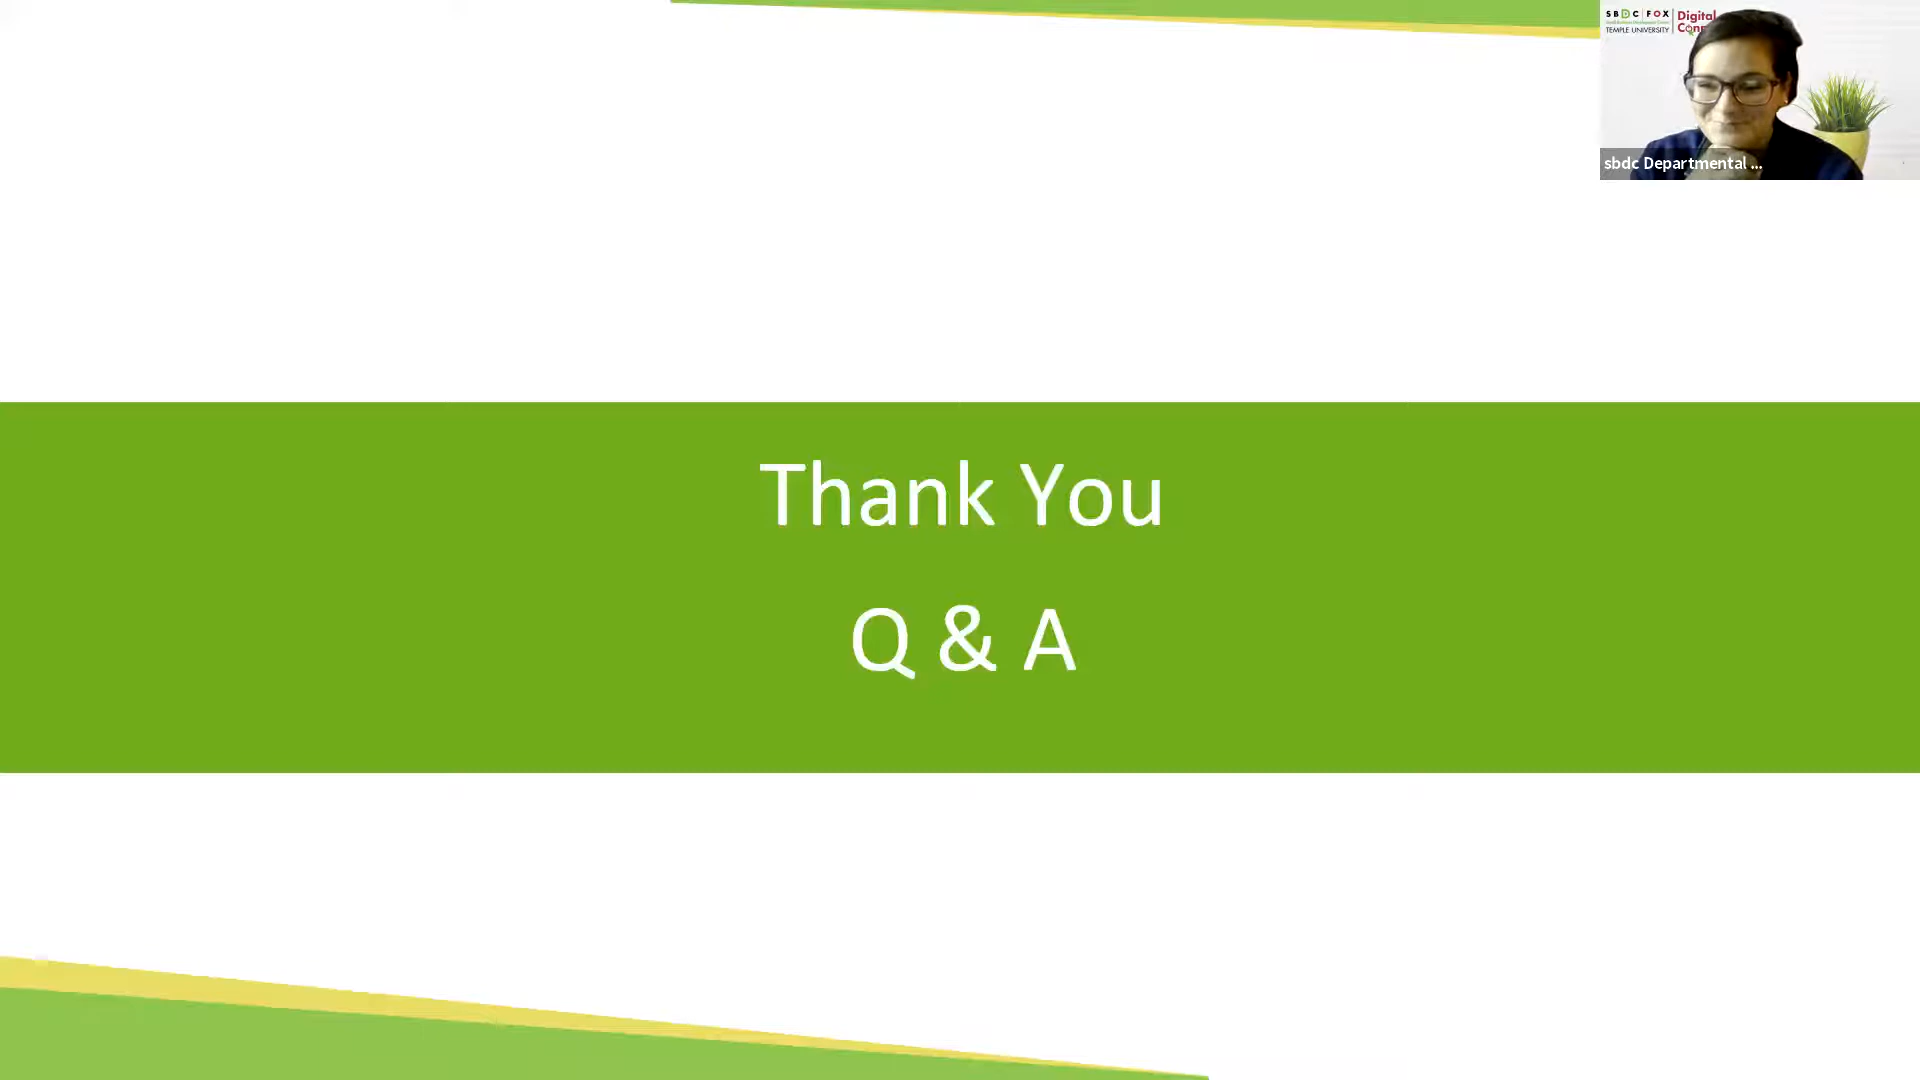 SBDC FOX
TEMPLE UNIVERSITY
Digital
sbdc Departmental ...
Thank You
Q & A